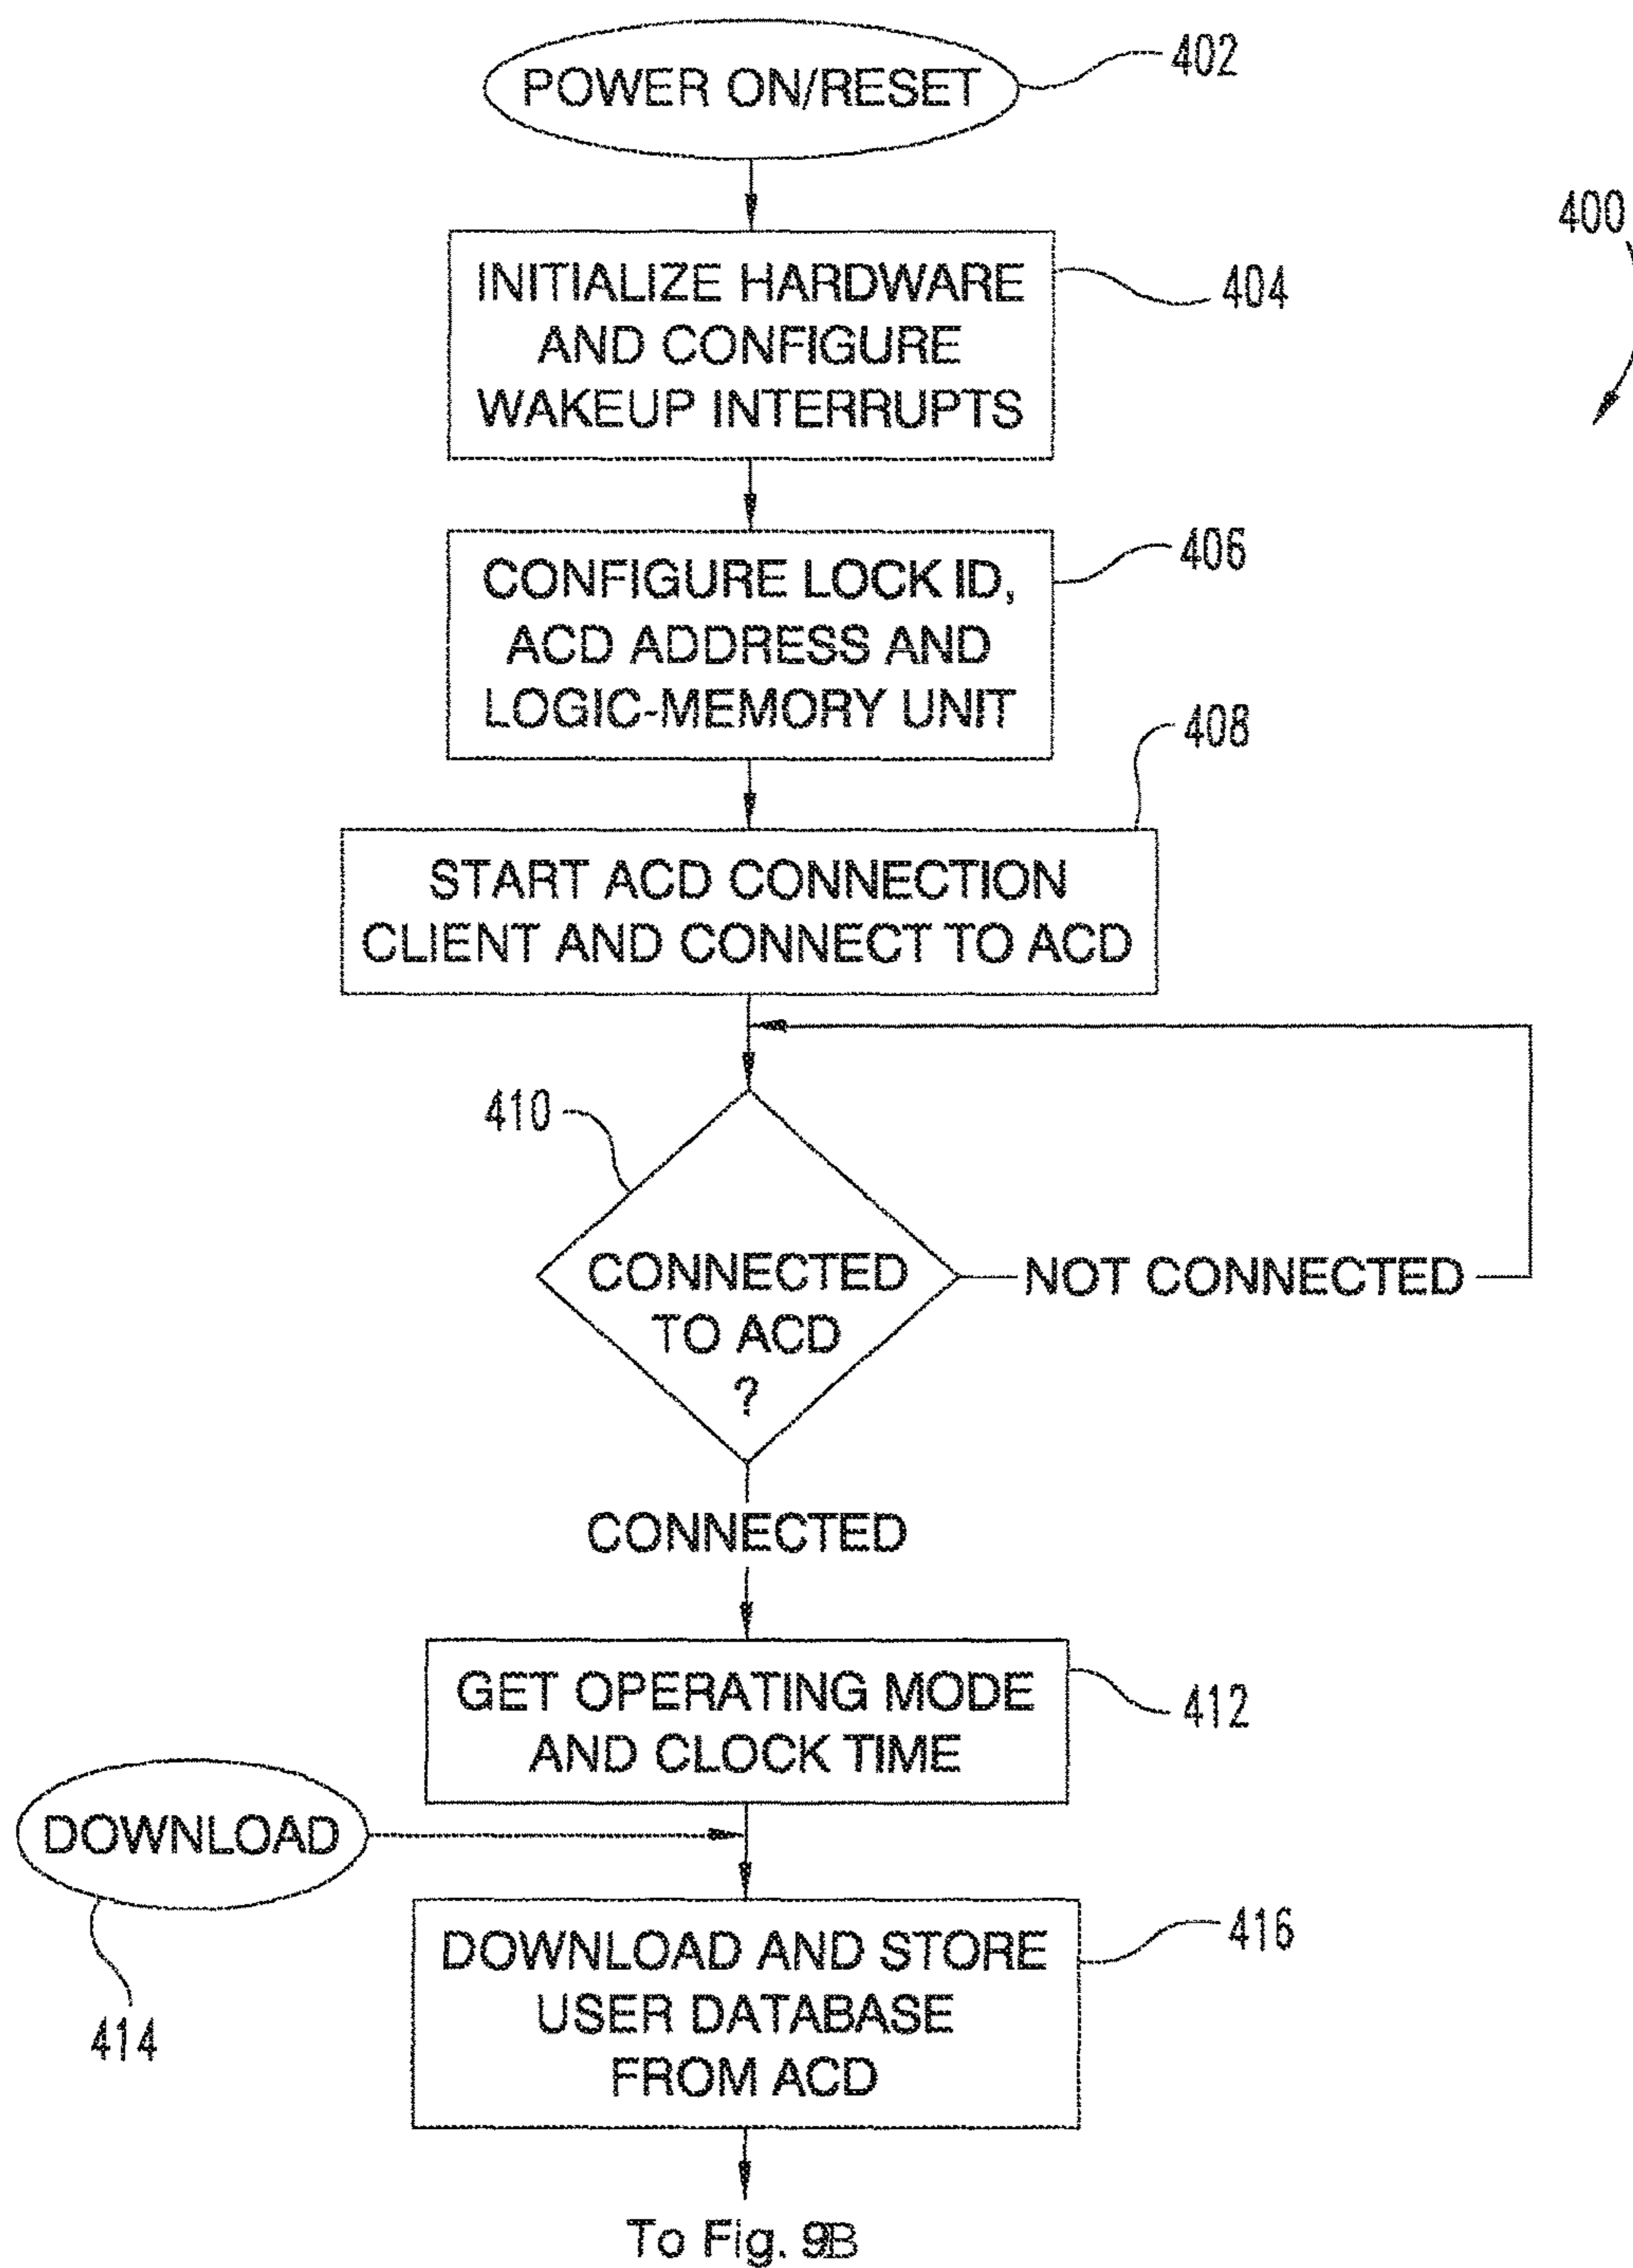 POWER ON/RESET
402
400
INITIALIZE HARDWARE
AND CONFIGURE
WAKEUP INTERRUPTS
404
CONFIGURE LOCK ID,
ACD ADDRESS AND
LOGIC-MEMORY UNIT
406
408
START ACD CONNECTION
CLIENT AND CONNECT TO ACD
410
CONNECTED
TO ACD
?
NOT CONNECTED
CONNECTED
GET OPERATING MODE
AND CLOCK TIME
412
DOWNLOAD
414
DOWNLOAD AND STORE
USER DATABASE
FROM ACD
416
To Fig. 9B